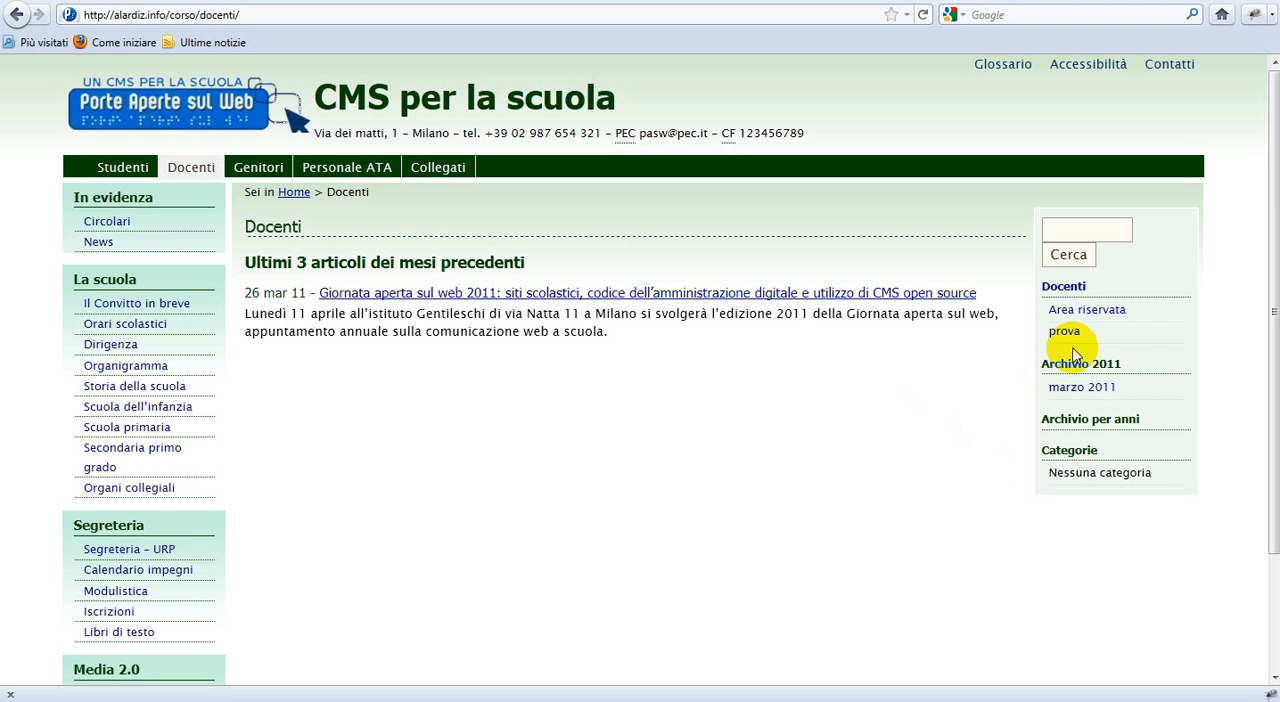 http://alardiz.info/corso/docenti/
Google
Più visitati
Come iniziare
Ultime notizie
Glossario
Accessibilità
Contatti
UN CMS PER LA SCUOLA
Porte Aperte sul Web
CMS per la scuola
Via dei matti, 1 – Milano – tel. +39 02 987 654 321 – PEC pasw@pec.it – CF 123456789
Studenti
Docenti
Genitori
Personale ATA
Collegati
In evidenza
Circolari
News
La scuola
Il Convitto in breve
Orari scolastici
Dirigenza
Organigramma
Storia della scuola
Scuola dell'infanzia
Scuola primaria
Secondaria primo
grado
Organi collegiali
Segreteria
Segreteria – URP
Calendario impegni
Modulistica
Iscrizioni
Libri di testo
Media 2.0
Sei in Home > Docenti
Docenti
Ultimi 3 articoli dei mesi precedenti
26 mar 11 - Giornata aperta sul web 2011: siti scolastici, codice dell'amministrazione digitale e utilizzo di CMS open source
Lunedì 11 aprile All'istituto Gentileschi di via Natta 11 a Milano si svolgerà l'edizione 2011 della Giornata aperta sul web,
appuntamento annuale sulla comunicazione web a scuola.
Cerca
Docenti
Area riservata
prova
Archivio 2011
marzo 2011
Archivio per anni
Categorie
Nessuna categoria